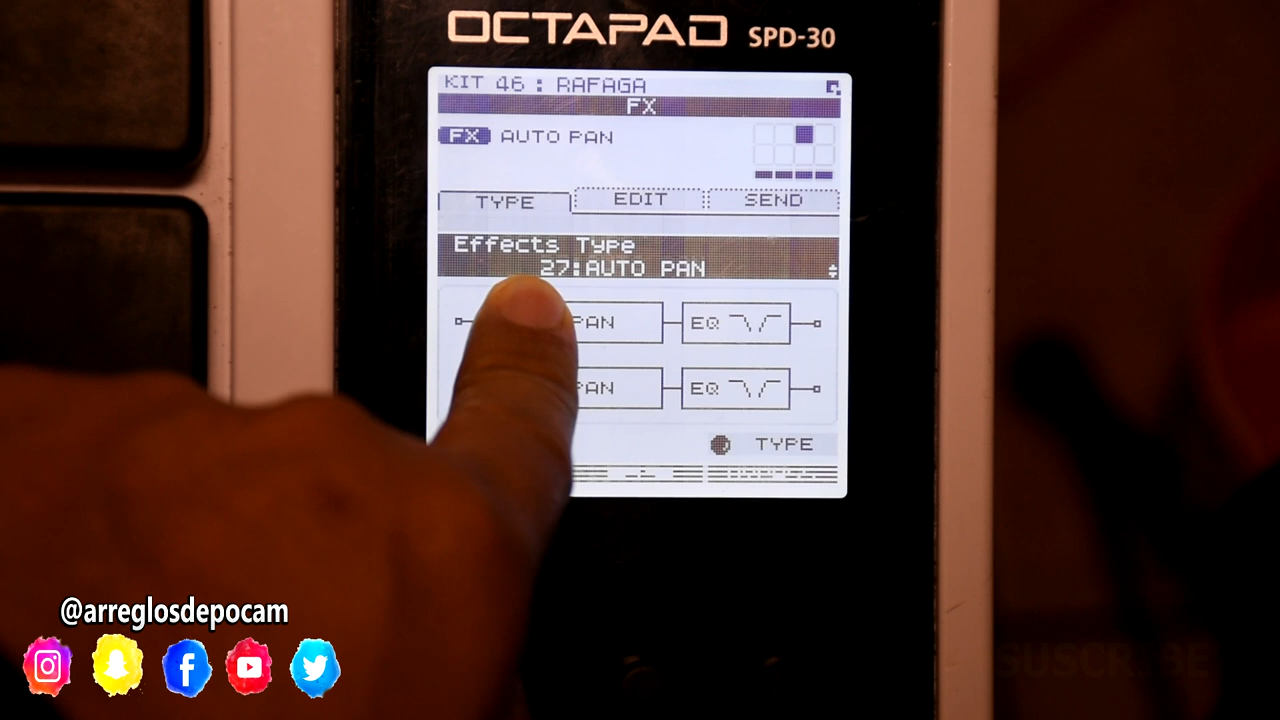 OCTAPAD SPD-30
KIT 46 : RAFAGA
FX
FX AUTO PAN
TYPE EDIT SEND
Effects Type
27:AUTO PAN
PAN EQ
PAN EQ
TYPE
@arreglosdepocam